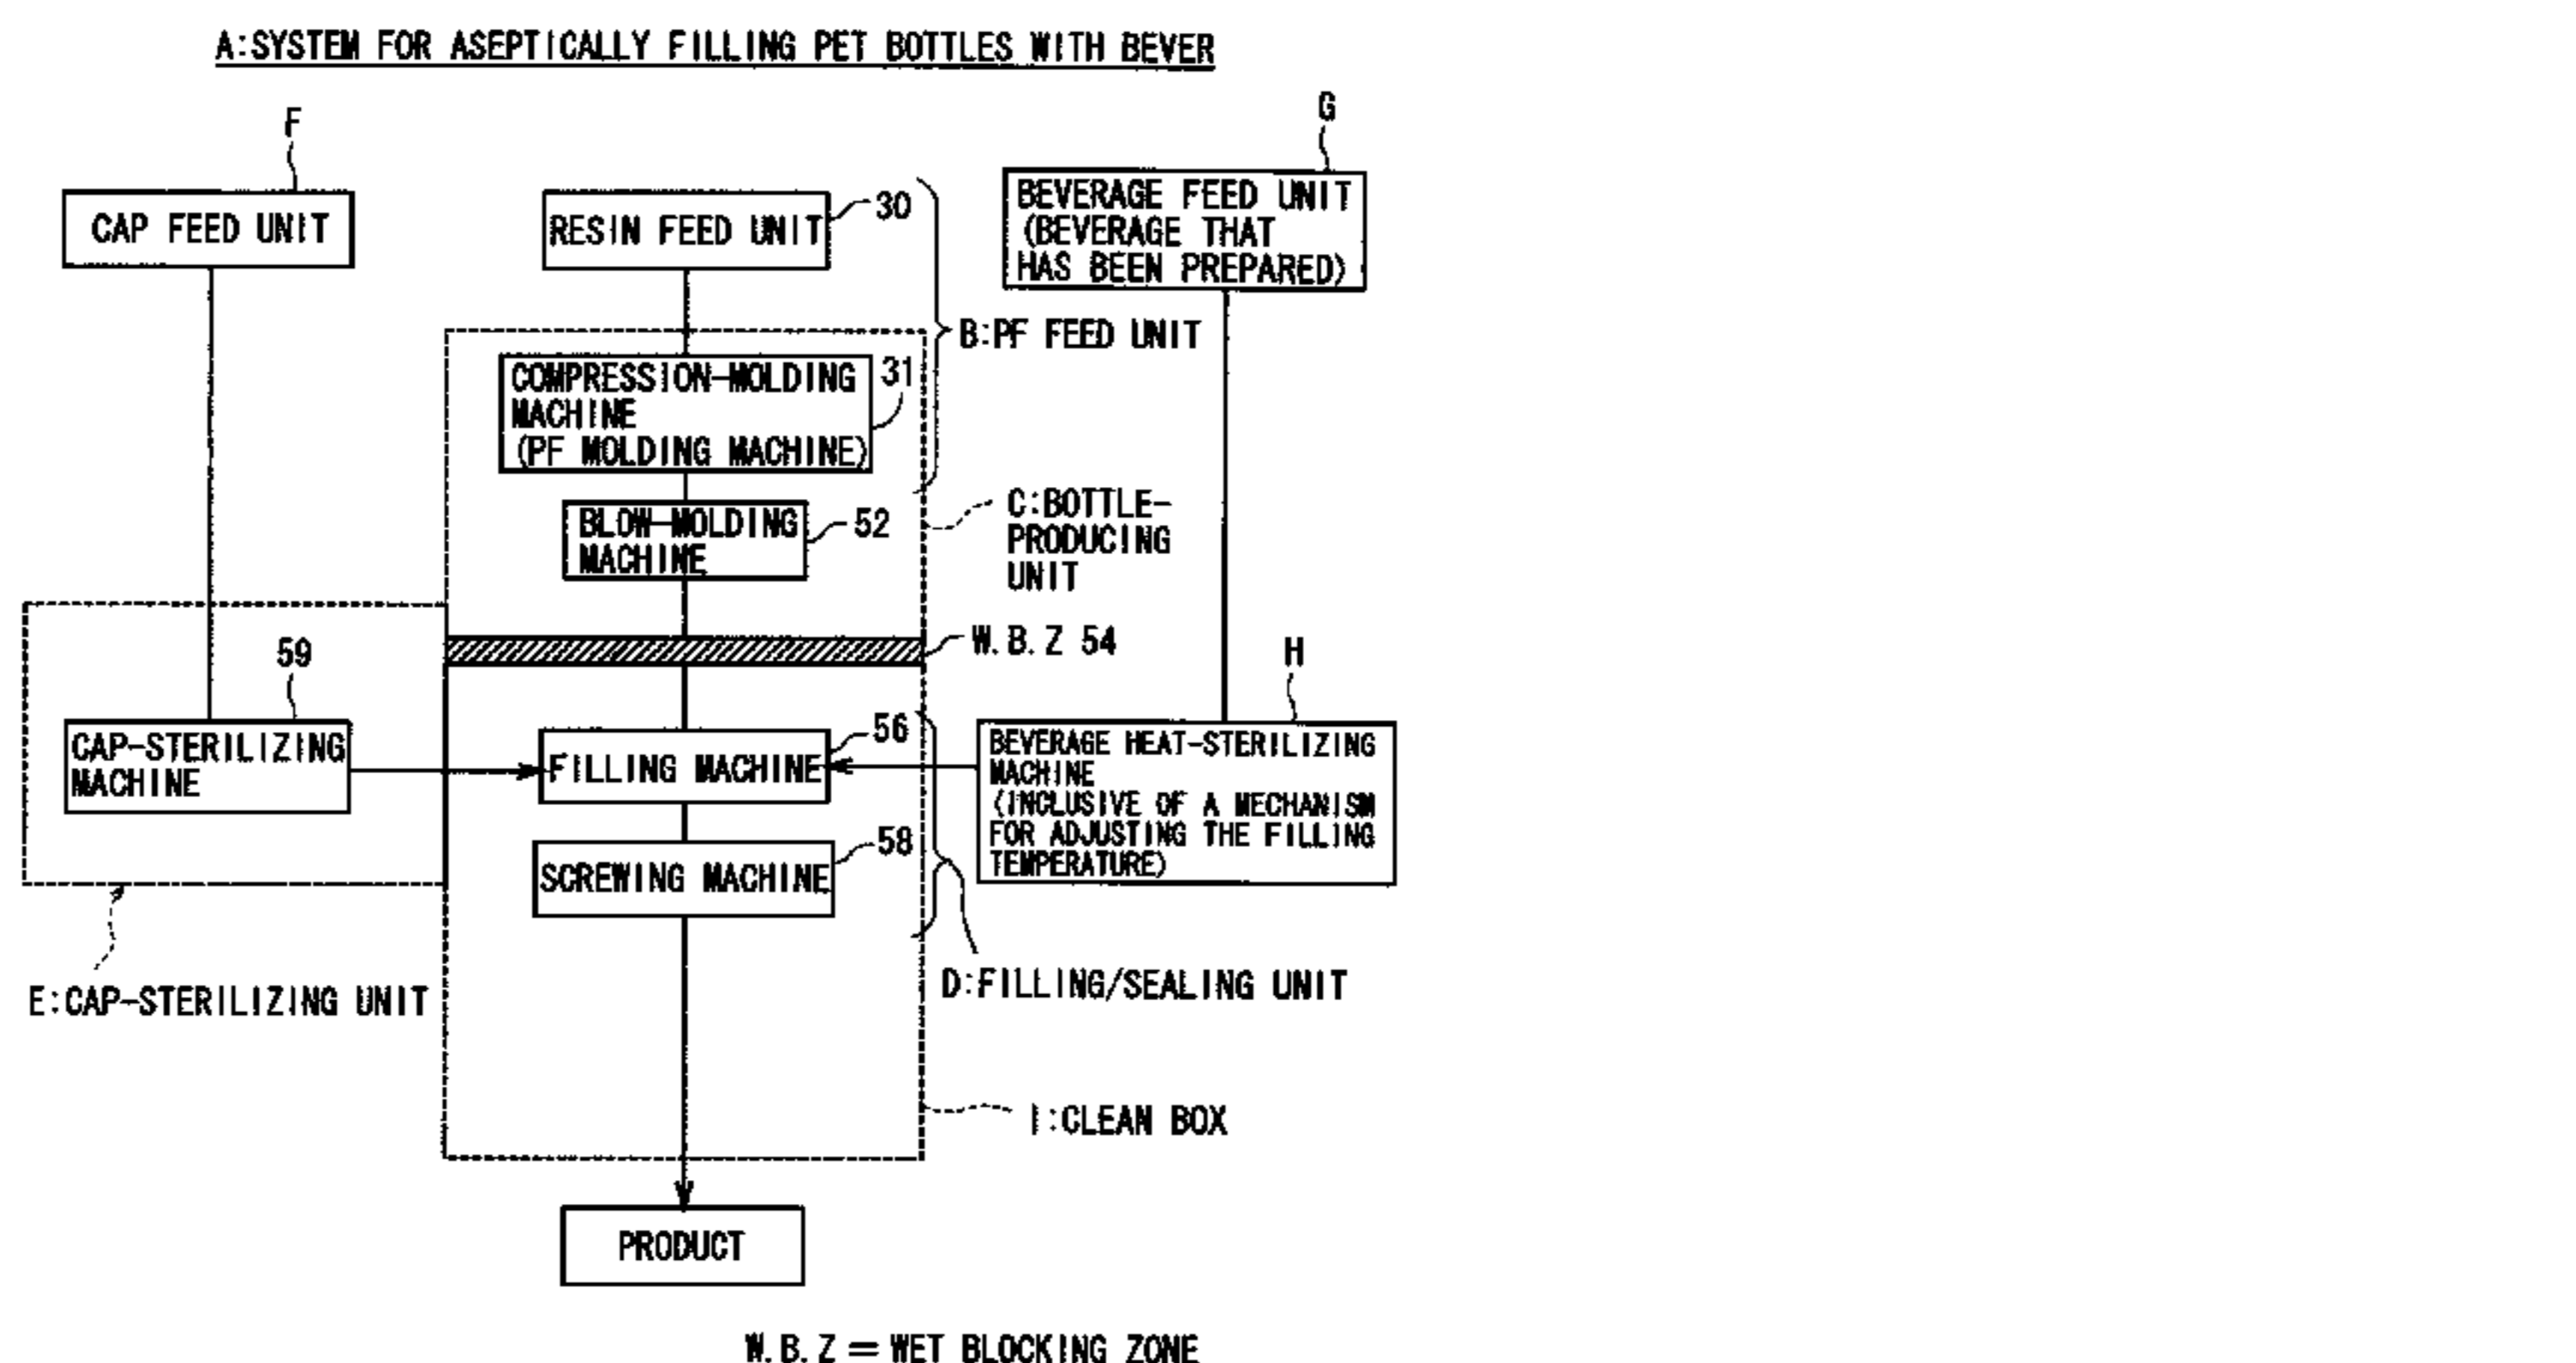 A:SYSTEM FOR ASEPTICALLY FILLING PET BOTTLES WITH BEVER
F
G
CAP FEED UNIT
RESIN FEED UNIT
30
BEVERAGE FEED UNIT
(BEVERAGE THAT
HAS BEEN PREPARED)
B:PF FEED UNIT
COMPRESSION-MOLDING
MACHINE
(PF MOLDING MACHINE)
31
BLOW-MOLDING
MACHINE
52
C:BOTTLE-
PRODUCING
UNIT
W.B.Z 54
59
H
CAP-STERILIZING
MACHINE
FILLING MACHINE
56
BEVERAGE HEAT-STERILIZING
MACHINE
(INCLUSIVE OF A MECHANISM
FOR ADJUSTING THE FILLING
TEMPERATURE)
SCREWING MACHINE
58
E:CAP-STERILIZING UNIT
D:FILLING/SEALING UNIT
I:CLEAN BOX
PRODUCT
W.B.Z = WET BLOCKING ZONE